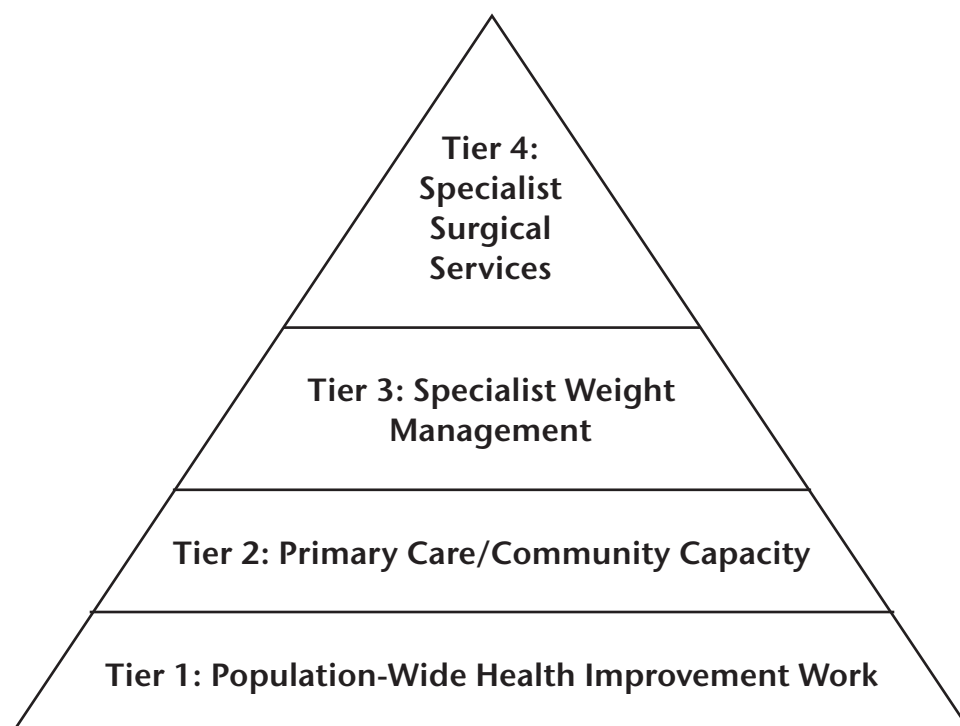 Tier 4:
Specialist
Surgical
Services
Tier 3: Specialist Weight
Management
Tier 2: Primary Care/Community Capacity
Tier 1: Population-Wide Health Improvement Work